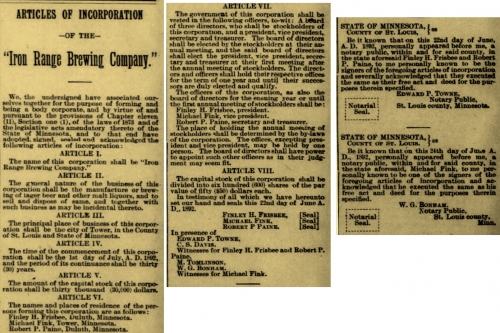 ARTICLES OF INCORPORATION
—OF THE—
"Iron Range Brewing Company."
We, the undersigned have associated our-
selves together for the purpose of forming and
being a body corporate, and by virtue of and
pursuant to the provisions of Chapter eleven
(11), Section one (1), of the laws of 1873 and of
the legislative acts amendatory thereto of the
State of Minnesota, and to that end have
adopted, signed, sealed and acknowledged the
following articles of incorporation:
ARTICLE I.
The name of this corporation shall be "Iron
Range Brewing Company."
ARTICLE II.
The general nature of the business of this
corporation shall be the manufacture or brew-
ing of beer, ale, porter and malt liquors, and to
sell and dispose of same, and together with
such business as may be incidental thereto.
ARTICLE III.
The principal place of business of this corpor-
ation shall be the city of Tower, in the County
of St. Louis and State of Minnesota.
ARTICLE IV.
The time of the commencement of this corpor-
ation shall be the 1st day of July, A. D. 1892, and
the period of its continuance shall be thirty
(30) years.
ARTICLE V.
The amount of the capital stock of this corpor-
ation shall be thirty thousand (30,000) dollars.
ARTICLE VI.
The names and places of residence of the per-
sons forming this corporation are as follows:
Finley H. Frisbee, Duluth, Minnesota.
Michael Fink, Tower, Minnesota.
Robert P. Paine, Duluth, Minnesota.
ARTICLE VII.
The government of this corporation shall be
vested in the following officers, to-wit: A board
of three directors, who shall be stockholders of
this corporation, and a president, vice president,
secretary and treasurer. The board of directors
shall be elected by the stockholders at their an-
nual meeting, and the said board of directors
shall elect the president, vice president, secre-
tary and treasurer at their first meeting after
the annual meeting of the stockholders. The direct-
ors and officers shall hold their respective offices
for the term of one year and until their success-
ors are duly elected and qualify.
The officers of this corporation, as also the
board of directors for the ensuing year or until
the first annual meeting of stockholders shall be:
Finley H. Frisbee, president.
Michael Fink, vice president.
Robert P. Paine, secretary and treasurer.
The place of holding the annual meeting of
stockholders shall be determined by the by-laws
of this corporation. The offices, excepting presi-
dent and vice president, may be held by one
person. The board of directors shall have power
to appoint such other officers as in their judg-
ment may seem fit.
ARTICLE VIII.
The capital stock of this corporation shall be
divided into six hundred (600) shares of the par
value of fifty (50) dollars each.
In testimony of all which we have hereunto
set our hand and seals this 22nd day of June, A.
D., 1892.
FINLEY H. FRISBEE, [Seal]
MICHAEL FINK, [Seal]
ROBERT P PAINE. [Seal]
In presence of
EDWARD P. TOWNE,
C. S. DAVIS.
Witnesses for Finley H. Frisbee and Robert P.
Paine.
M. TOMLINSON.
W. G. BONHAM.
Witnesses for Michael Fink.
STATE OF MINNESOTA, } ss
COUNTY OF ST. LOUIS,
Be it known that on this 22nd day of June,
A. D. 1892, personally appeared before me, a
notary public, within and for said county, in
the state aforesaid Finley H. Frisbee and Robert
P. Paine, to me personally to be known the
signers of the foregoing articles of incorporation
and severally acknowledged that they executed
the same as their free act and deed for the pur-
poses therein specified.
EDWARD P. TOWNE,
Notary Public,
St. Louis county, Minnesota.
Notarial
Seal.
STATE OF MINNESOTA, } ss
COUNTY OF ST. LOUIS.
Be it known that on this 24th day of June A.
D., 1892, personally appeared before me, a
notary public, within and for said county, in
the state aforesaid, Michael Fink, to me person-
ally known to be one of the signers of the
foregoing articles of incorporation and ac-
knowledged that he executed the same as his
free act and deed for the purposes therein
specified.
W. G. BONHAM.
Notary Public
St. Louis county,
Minn.
Notarial
Seal.